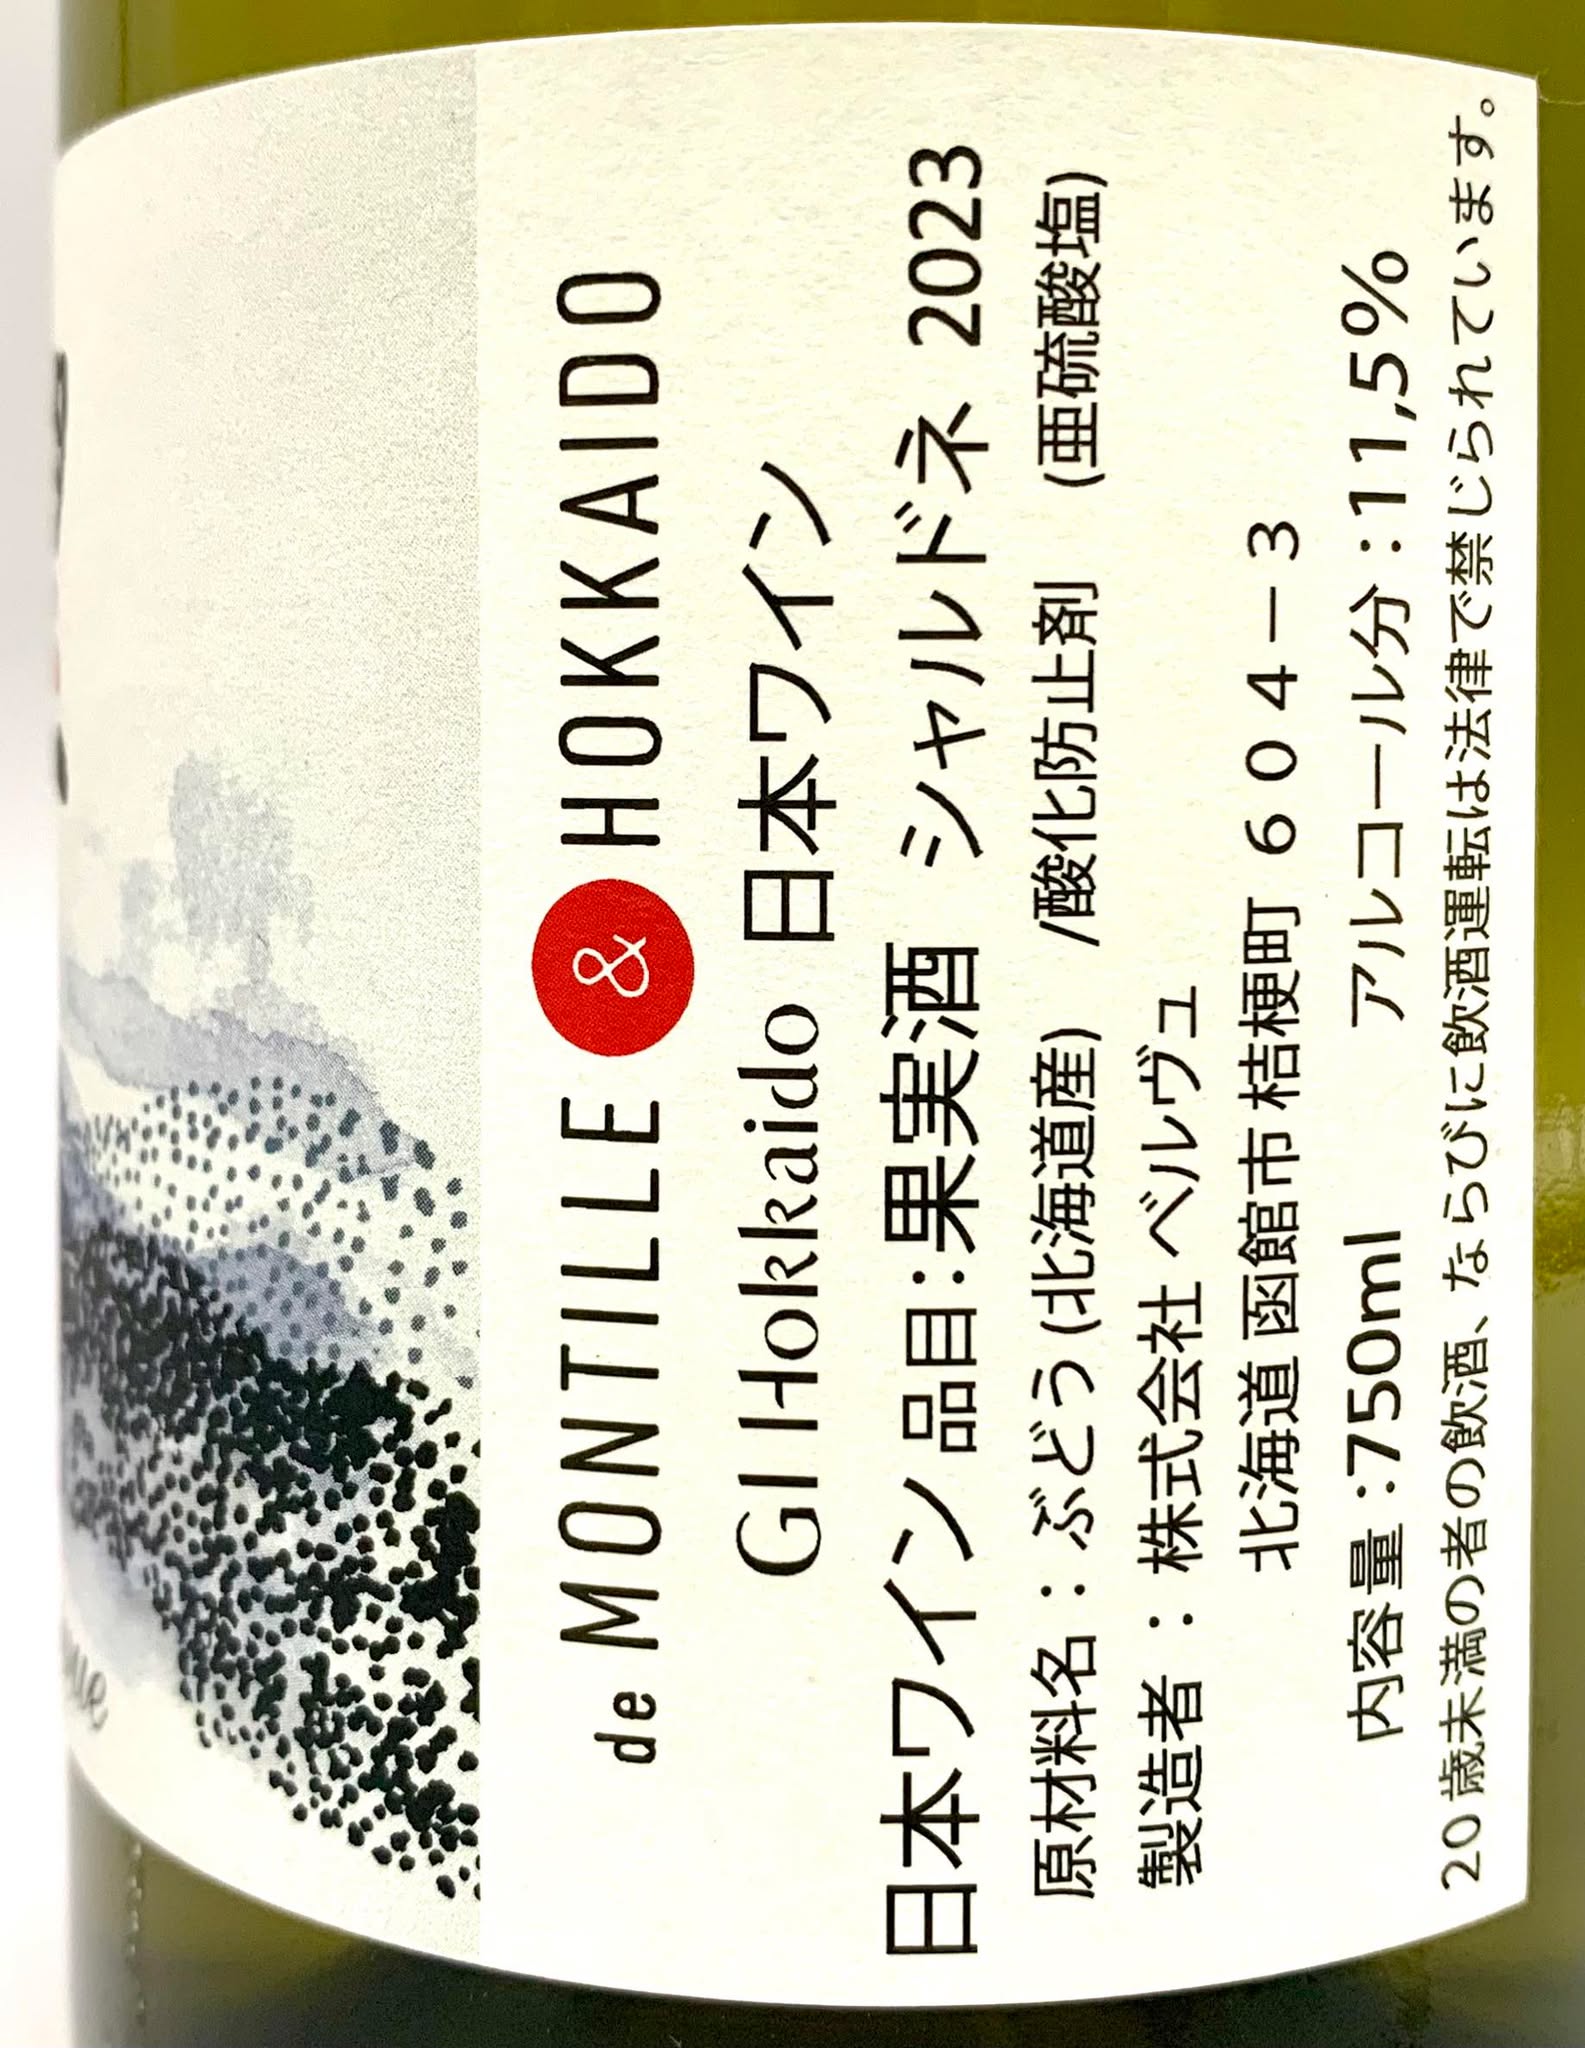 de MONTILLE & HOKKAIDO
GI Hokkaido 日本ワイン
日本ワイン 品目:果実酒 シャルドネ 2023
原材料名：ぶどう (北海道産) /酸化防止剤 (亜硫酸塩)
製造者：株式会社 ベルヴュ
北海道 函館市 桔梗町 604－3
内容量:750ml アルコール分:11,5%
20歳未満の者の飲酒、ならびに飲酒運転は法律で禁じられています。